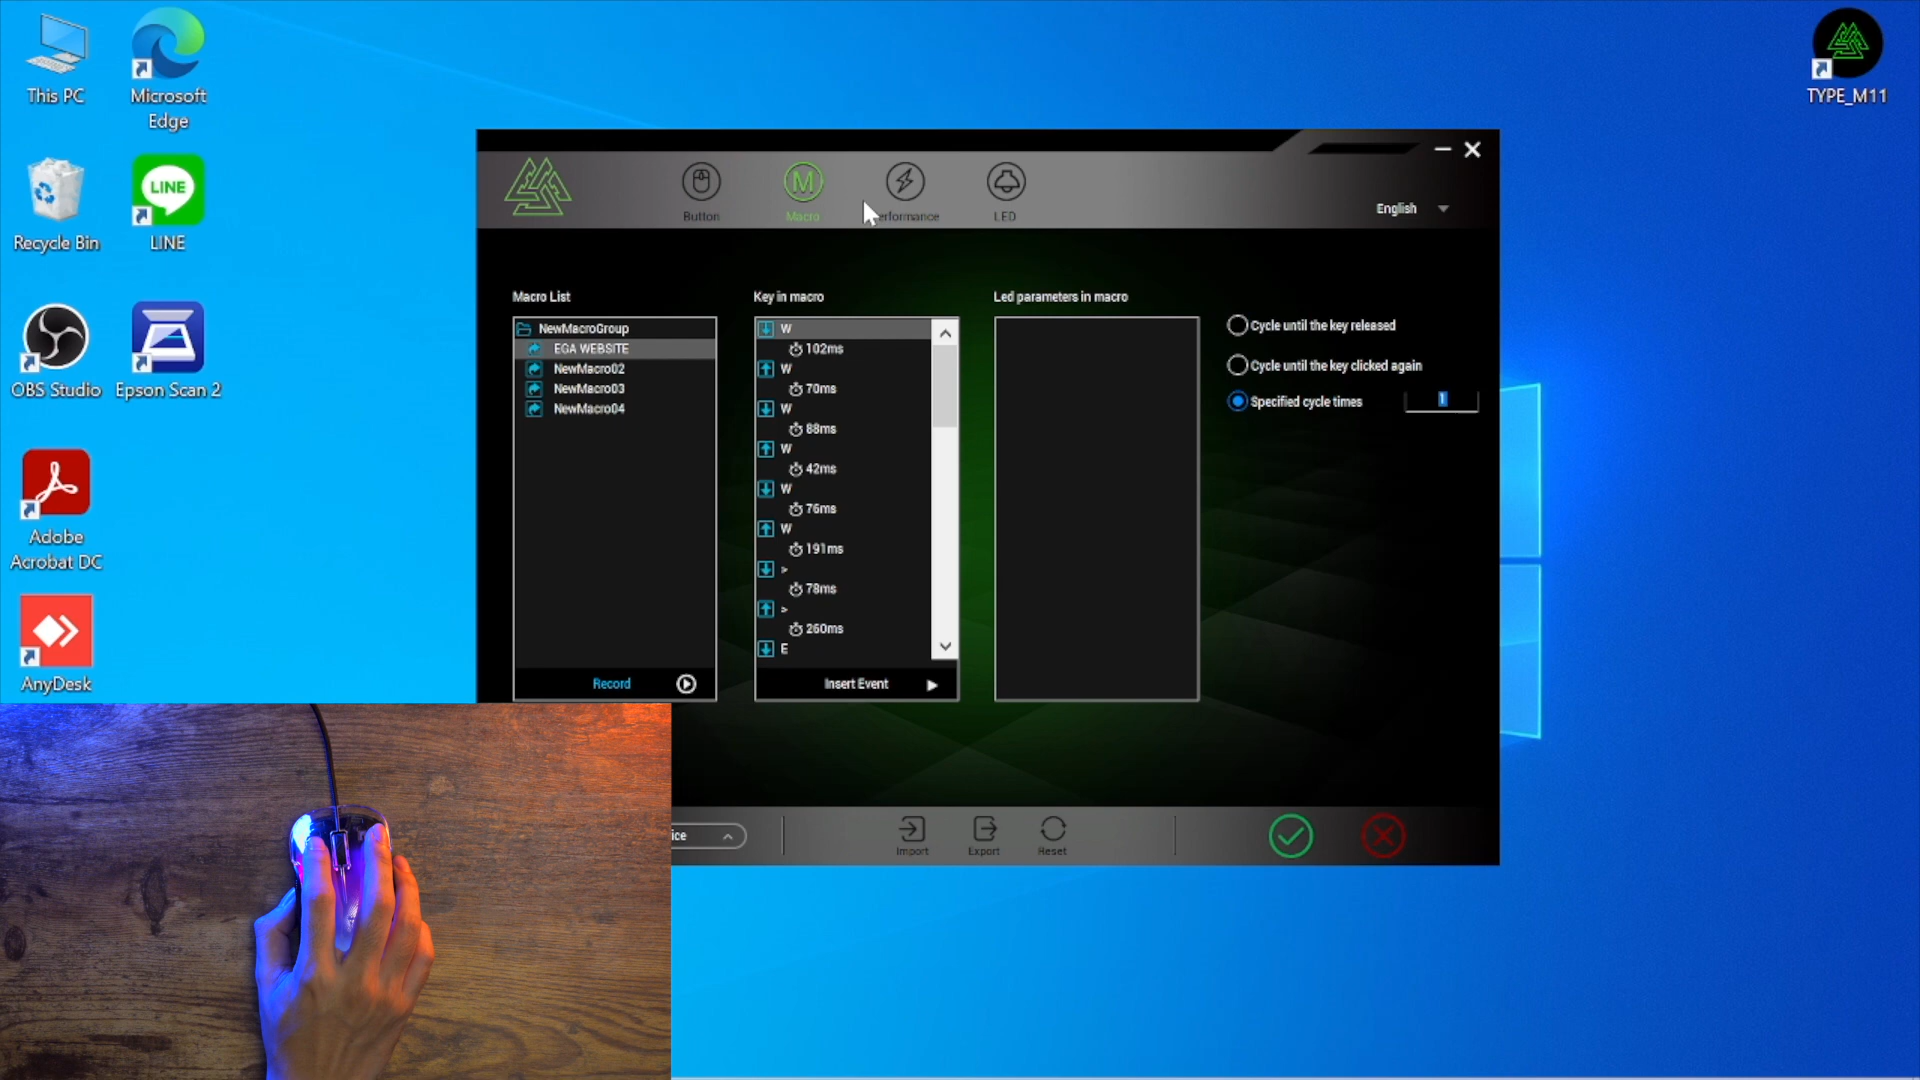 This PC
Microsoft
Edge
Recycle Bin
LINE
LINE
OBS Studio
Epson Scan 2
Adobe
Acrobat DC
AnyDesk
TYPE_M11
Button
M
Macro
erformance
LED
English
Macro List
NewMacroGroup
EGA WEBSITE
NewMacro02
NewMacro03
NewMacro04
Record
Key in macro
W
102ms
W
70ms
W
88ms
W
42ms
W
76ms
W
191ms
>
78ms
>
260ms
E
Insert Event
Led parameters in macro
Cycle until the key released
Cycle until the key clicked again
Specified cycle times 1
ice
Import
Export
Reset